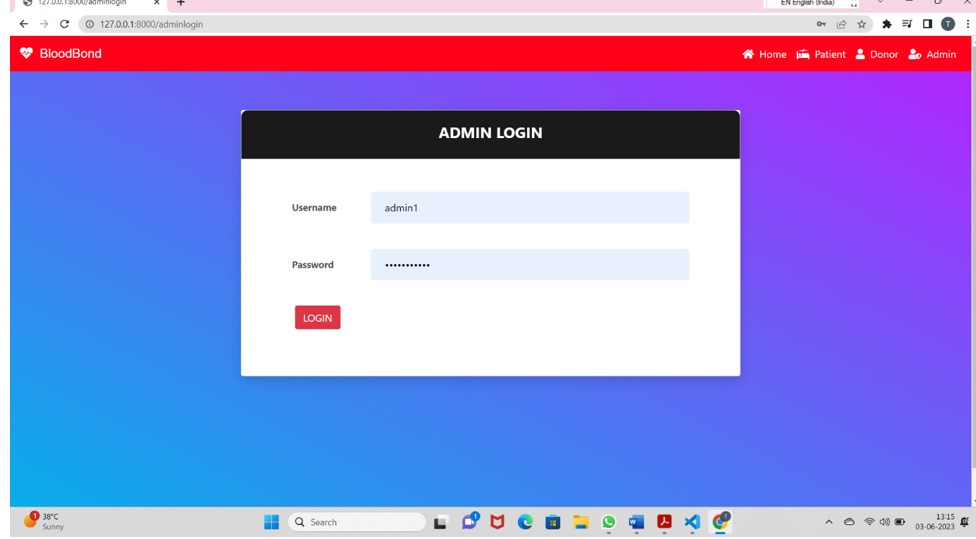 127.0.0.1:8000/adminlogin
EN English (India)
127.0.0.1:8000/adminlogin
T
BloodBond
Home Patient Donor Admin
ADMIN LOGIN
Username admin1
Password •••••••••••
LOGIN
1 38°C
Sunny
Search
1
T
13:15
03-06-2023